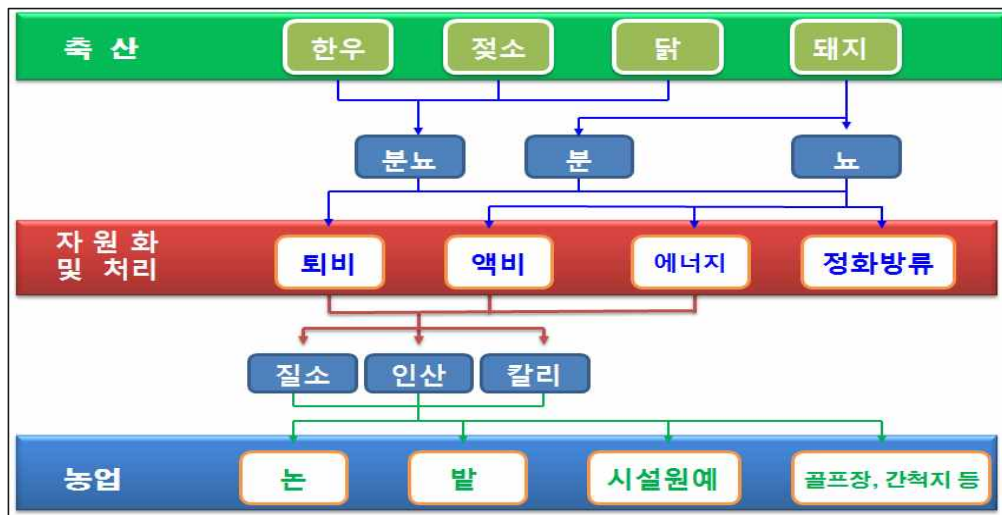 축 산
한우
젖소
닭
돼지
분뇨
분
뇨
자 원 화
및 처리
퇴비
액비
에너지
정화방류
질소
인산
칼리
농업
논
밭
시설원예
골프장, 간척지 등